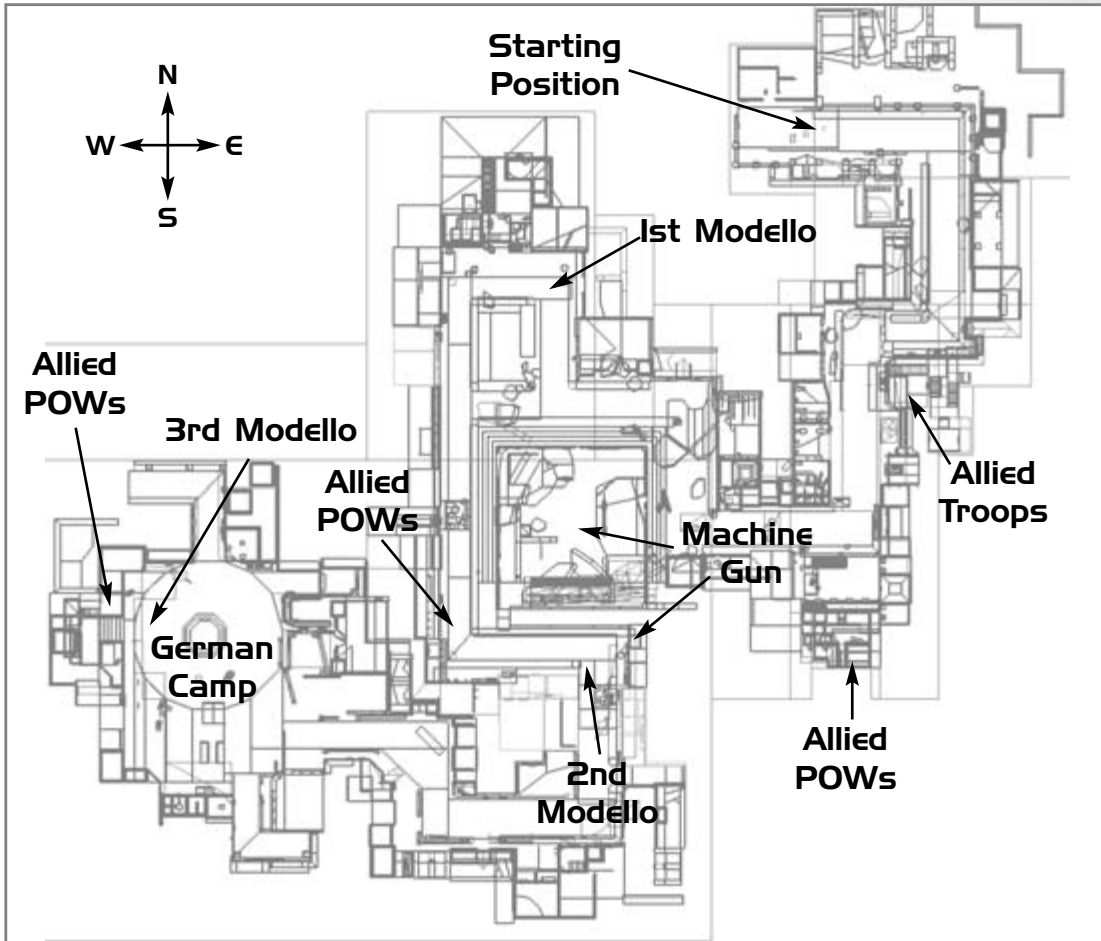 Starting
Position
N
W
E
S
1st Modello
Allied
POWs
3rd Modello
Allied
POWs
Allied
Troops
Machine
Gun
German
Camp
2nd
Modello
Allied
POWs